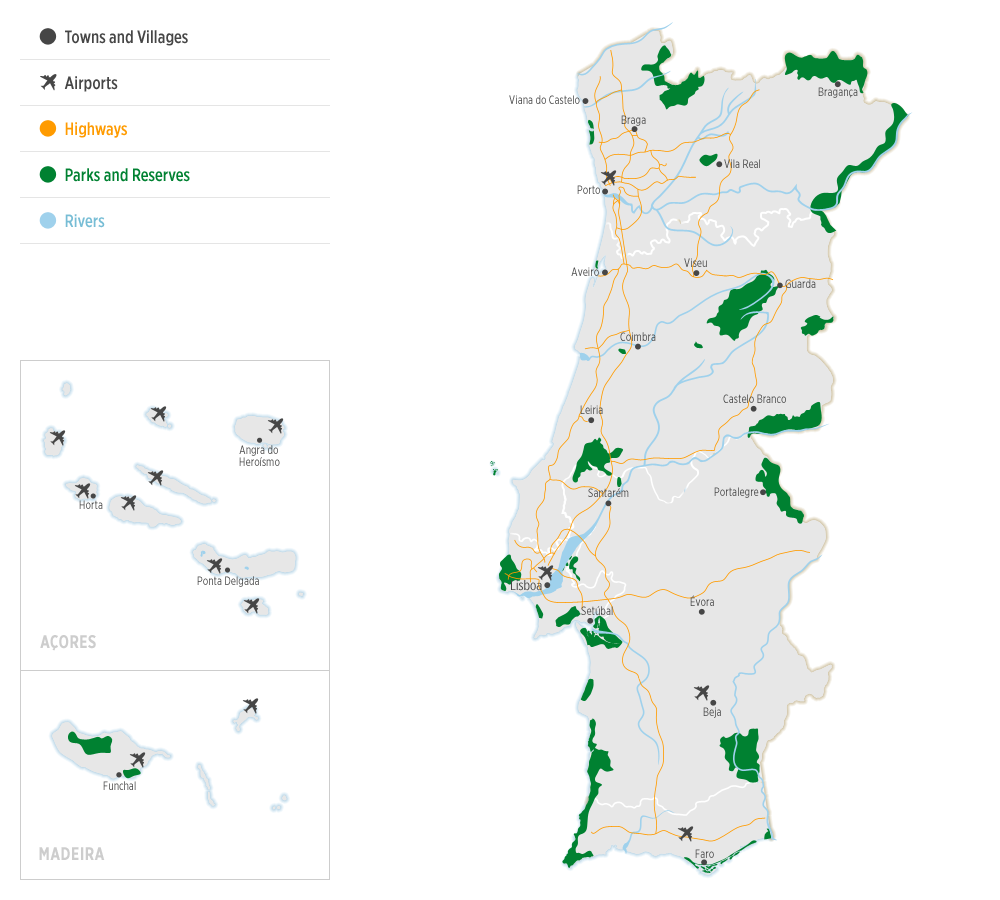 Towns and Villages
Airports
Highways
Parks and Reserves
Rivers
Viana do Castelo
Braga
Bragança
Vila Real
Porto
Aveiro
Viseu
Guarda
Coimbra
Castelo Branco
Leiria
Santarém
Portalegre
Lisboa
Setúbal
Évora
Beja
Faro
Angra do
Heroísmo
Horta
Ponta Delgada
AÇORES
Funchal
MADEIRA